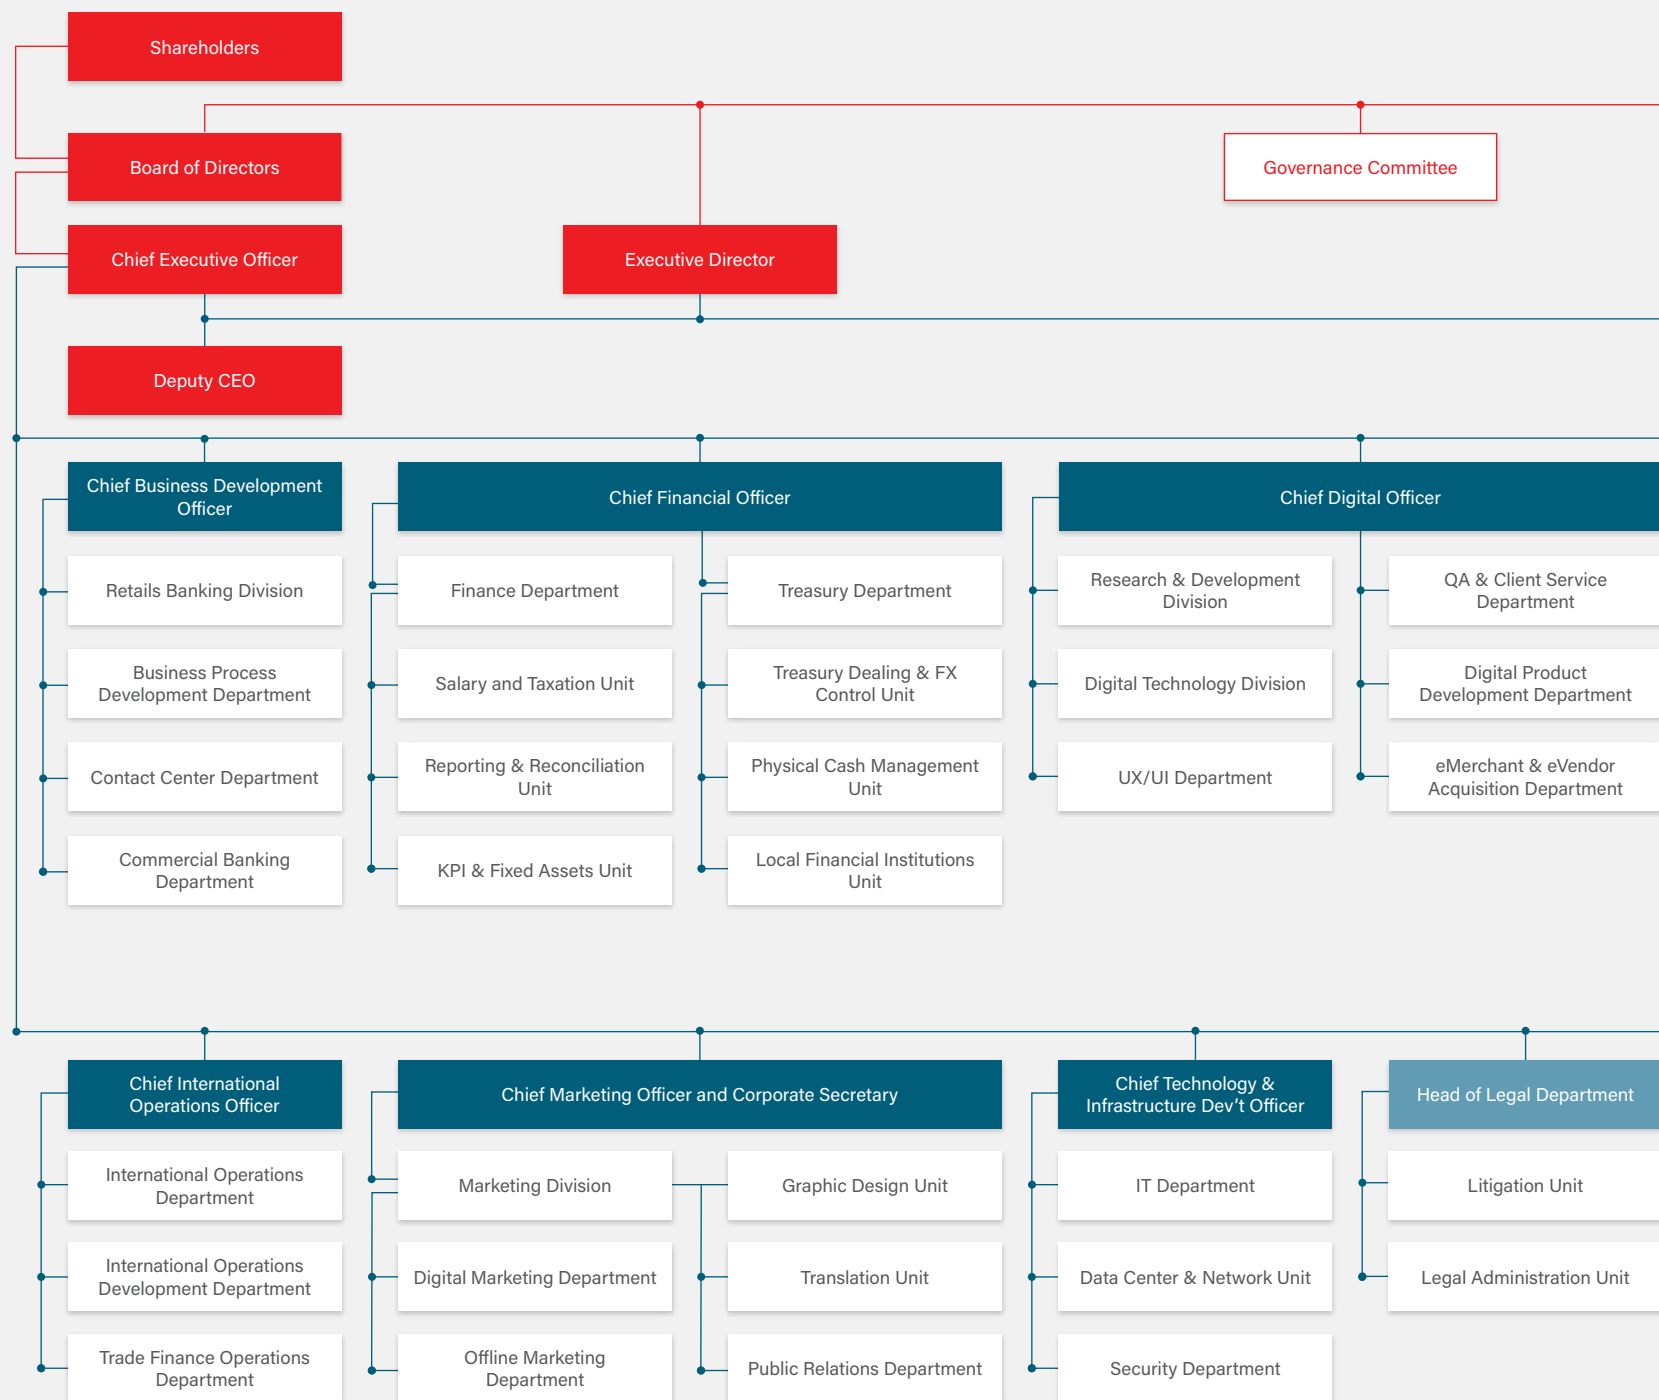 Shareholders
Board of Directors
Governance Committee
Chief Executive Officer
Executive Director
Deputy CEO
Chief Business Development
Officer
Chief Financial Officer
Chief Digital Officer
Retails Banking Division
Finance Department
Treasury Department
Research & Development
Division
QA & Client Service
Department
Business Process
Development Department
Salary and Taxation Unit
Treasury Dealing & FX
Control Unit
Digital Technology Division
Digital Product
Development Department
Contact Center Department
Reporting & Reconciliation
Unit
Physical Cash Management
Unit
UX/UI Department
eMerchant & eVendor
Acquisition Department
Commercial Banking
Department
KPI & Fixed Assets Unit
Local Financial Institutions
Unit
Chief International
Operations Officer
Chief Marketing Officer and Corporate Secretary
Chief Technology &
Infrastructure Dev't Officer
Head of Legal Department
International Operations
Department
Marketing Division
Graphic Design Unit
IT Department
Litigation Unit
International Operations
Development Department
Digital Marketing Department
Translation Unit
Data Center & Network Unit
Legal Administration Unit
Trade Finance Operations
Department
Offline Marketing
Department
Public Relations Department
Security Department